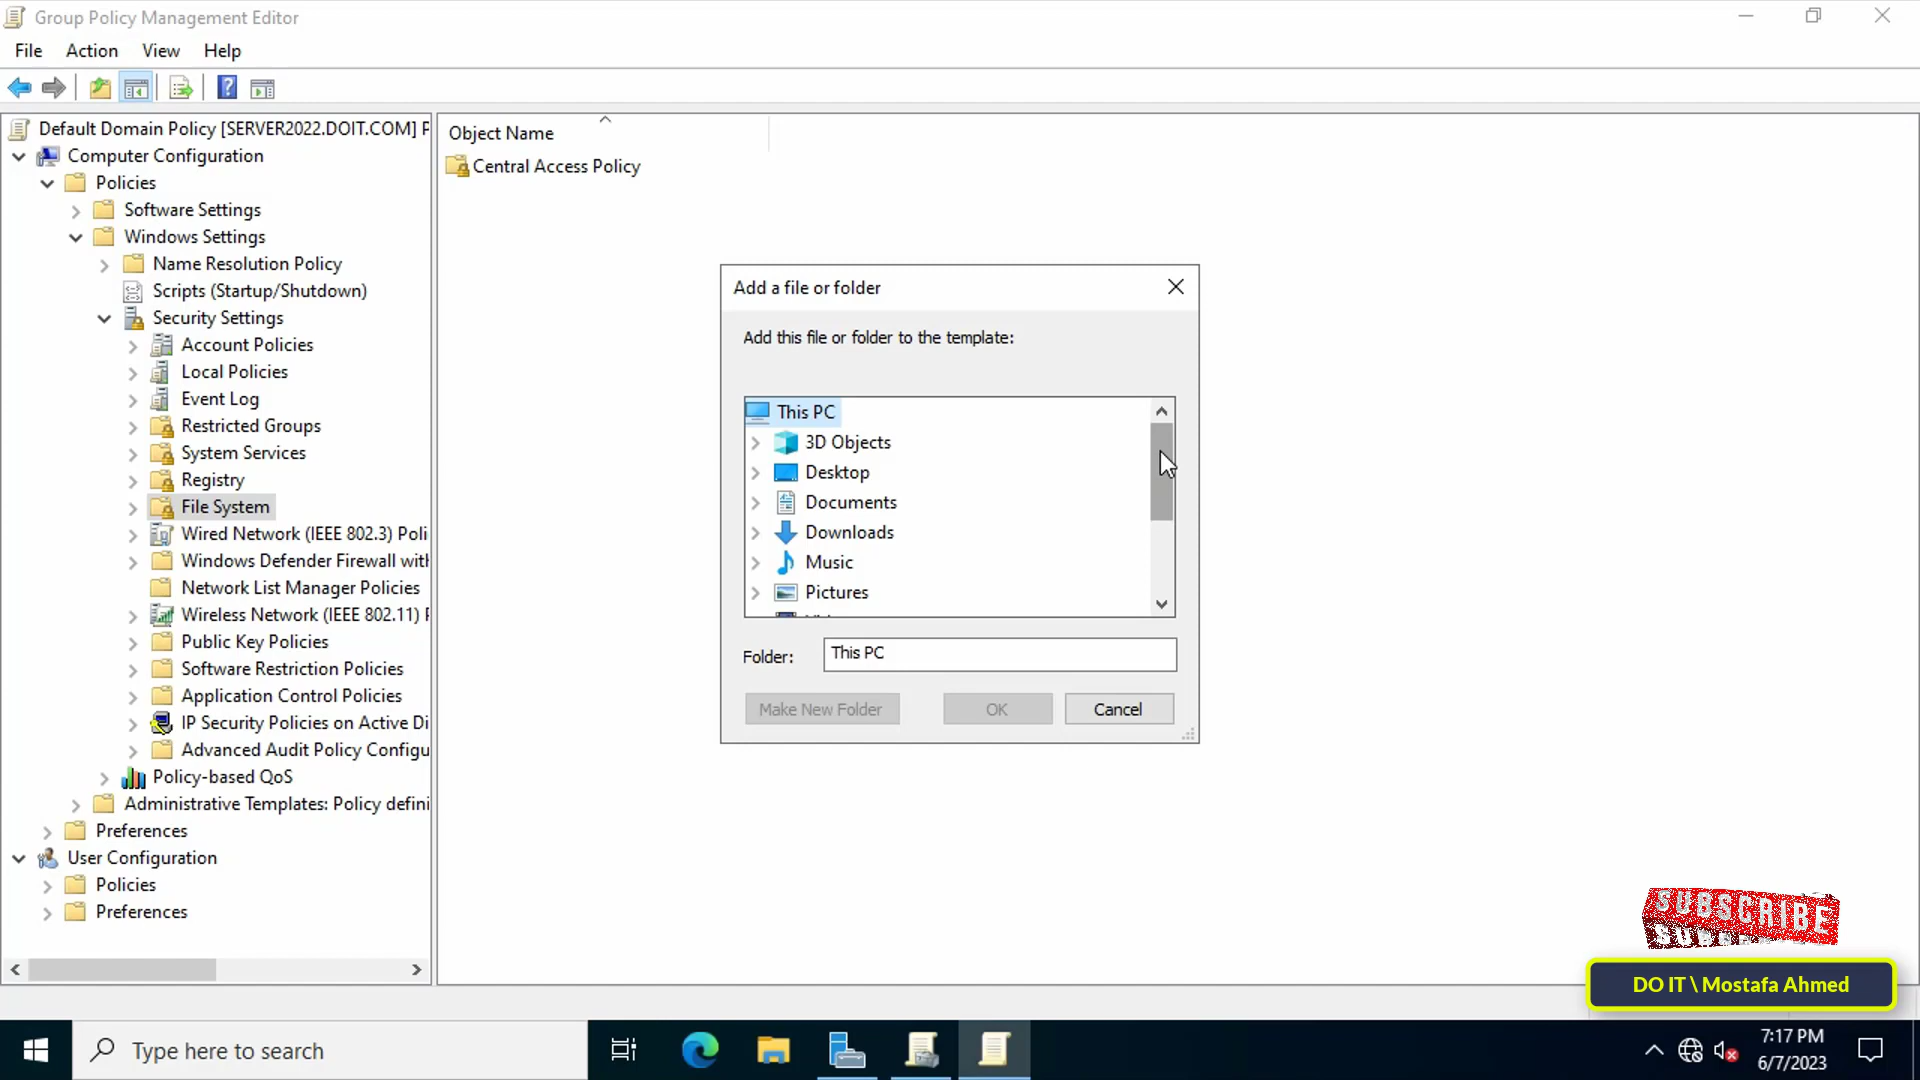 Group Policy Management Editor
File Action View Help
Default Domain Policy [SERVER2022.DOIT.COM] P
Computer Configuration
Policies
Software Settings
Windows Settings
Name Resolution Policy
Scripts (Startup/Shutdown)
Security Settings
Account Policies
Local Policies
Event Log
Restricted Groups
System Services
Registry
File System
Wired Network (IEEE 802.3) Poli
Windows Defender Firewall with
Network List Manager Policies
Wireless Network (IEEE 802.11) P
Public Key Policies
Software Restriction Policies
Application Control Policies
IP Security Policies on Active Di
Advanced Audit Policy Configu
Policy-based QoS
Administrative Templates: Policy defini
Preferences
User Configuration
Policies
Preferences
Object Name
Central Access Policy
Add a file or folder
Add this file or folder to the template:
This PC
3D Objects
Desktop
Documents
Downloads
Music
Pictures
Folder: This PC
Make New Folder OK Cancel
SUBSCRIBE
DO IT \ Mostafa Ahmed
Type here to search
7:17 PM
6/7/2023